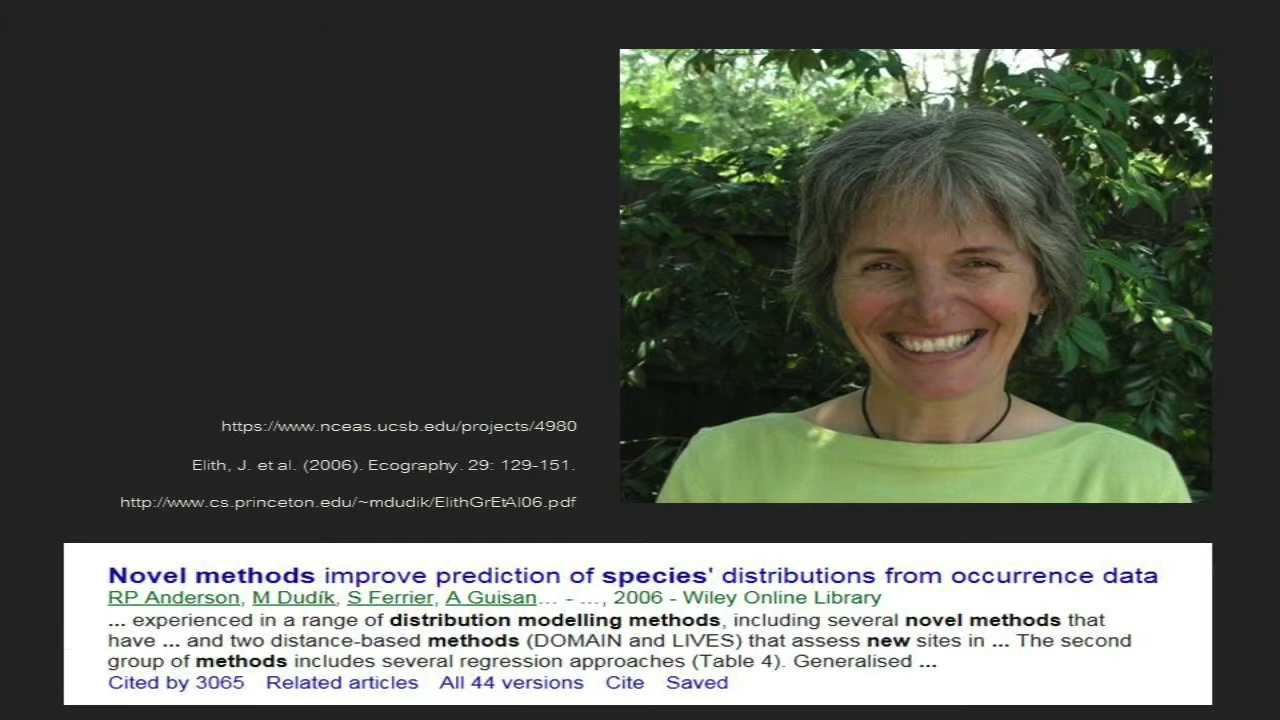 https://www.nceas.ucsb.edu/projects/4980
Elith, J. et al. (2006). Ecography. 29: 129-151.
http://www.cs.princeton.edu/~mdudik/ElithGrEtAl06.pdf
Novel methods improve prediction of species' distributions from occurrence data
RP Anderson, M Dudík, S Ferrier, A Guisan... - ..., 2006 - Wiley Online Library
... experienced in a range of distribution modelling methods, including several novel methods that
have ... and two distance-based methods (DOMAIN and LIVES) that assess new sites in ... The second
group of methods includes several regression approaches (Table 4). Generalised ...
Cited by 3065 Related articles All 44 versions Cite Saved